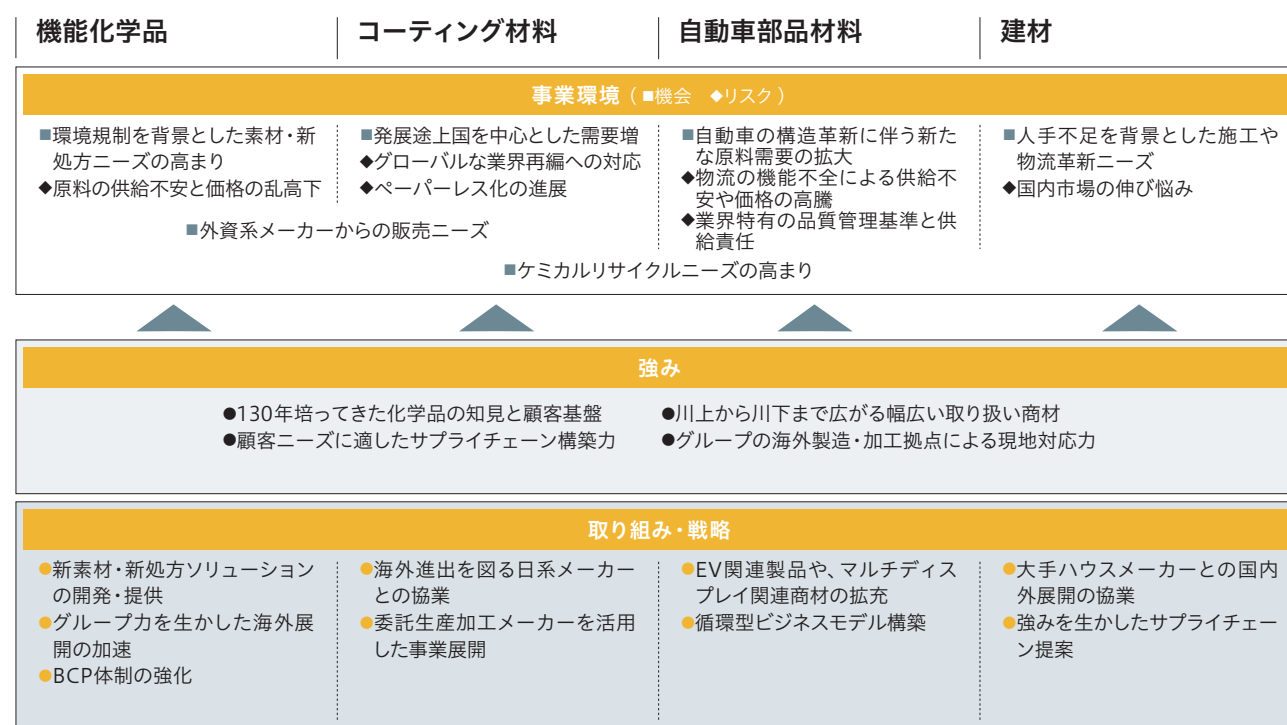 機能化学品
コーティング材料
自動車部品材料
建材
事業環境（■機会　◆リスク）
■環境規制を背景とした素材・新
処方ニーズの高まり
◆原料の供給不安と価格の乱高下
■発展途上国を中心とした需要増
◆グローバルな業界再編への対応
◆ペーパーレス化の進展
■外資系メーカーからの販売ニーズ
■自動車の構造革新に伴う新た
な原料需要の拡大
◆物流の機能不全による供給不
安や価格の高騰
◆業界特有の品質管理基準と供
給責任
■人手不足を背景とした施工や
物流革新ニーズ
◆国内市場の伸び悩み
■ケミカルリサイクルニーズの高まり
強み
●130年培ってきた化学品の知見と顧客基盤
●顧客ニーズに適したサプライチェーン構築力
●川上から川下まで広がる幅広い取り扱い商材
●グループの海外製造・加工拠点による現地対応力
取り組み・戦略
●新素材・新処方ソリューション
の開発・提供
●グループ力を生かした海外展
開の加速
●BCP体制の強化
●海外進出を図る日系メーカー
との協業
●委託生産加工メーカーを活用
した事業展開
●EV関連製品や、マルチディス
プレイ関連商材の拡充
●循環型ビジネスモデル構築
●大手ハウスメーカーとの国内
外展開の協業
●強みを生かしたサプライチェー
ン提案